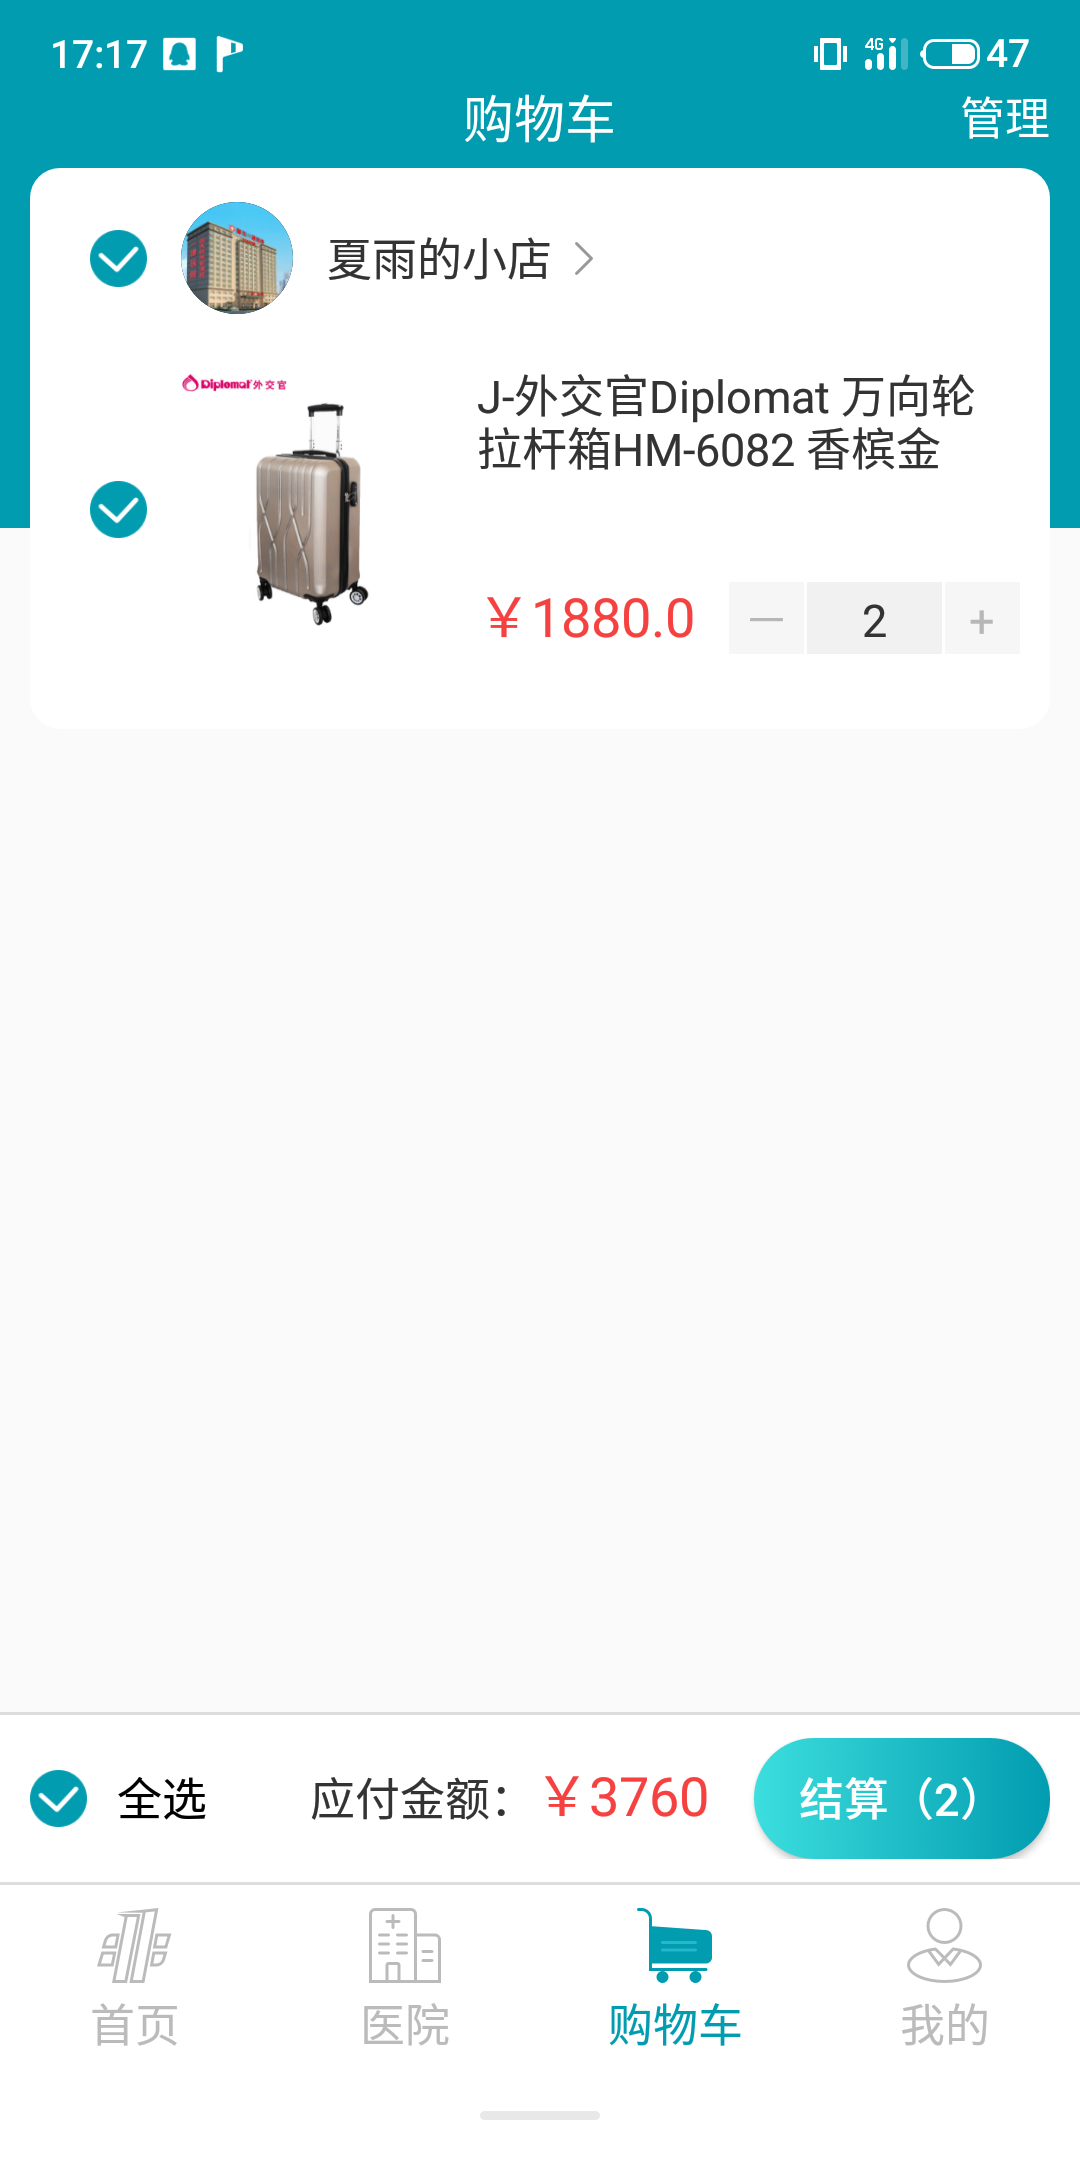 17:17
4G
47
购物车
管理
夏雨的小店
Diplomat 外交官
J-外交官Diplomat 万向轮
拉杆箱HM-6082 香槟金
￥1880.0
2
+
全选
应付金额：
￥3760
结算（2）
首页
医院
购物车
我的